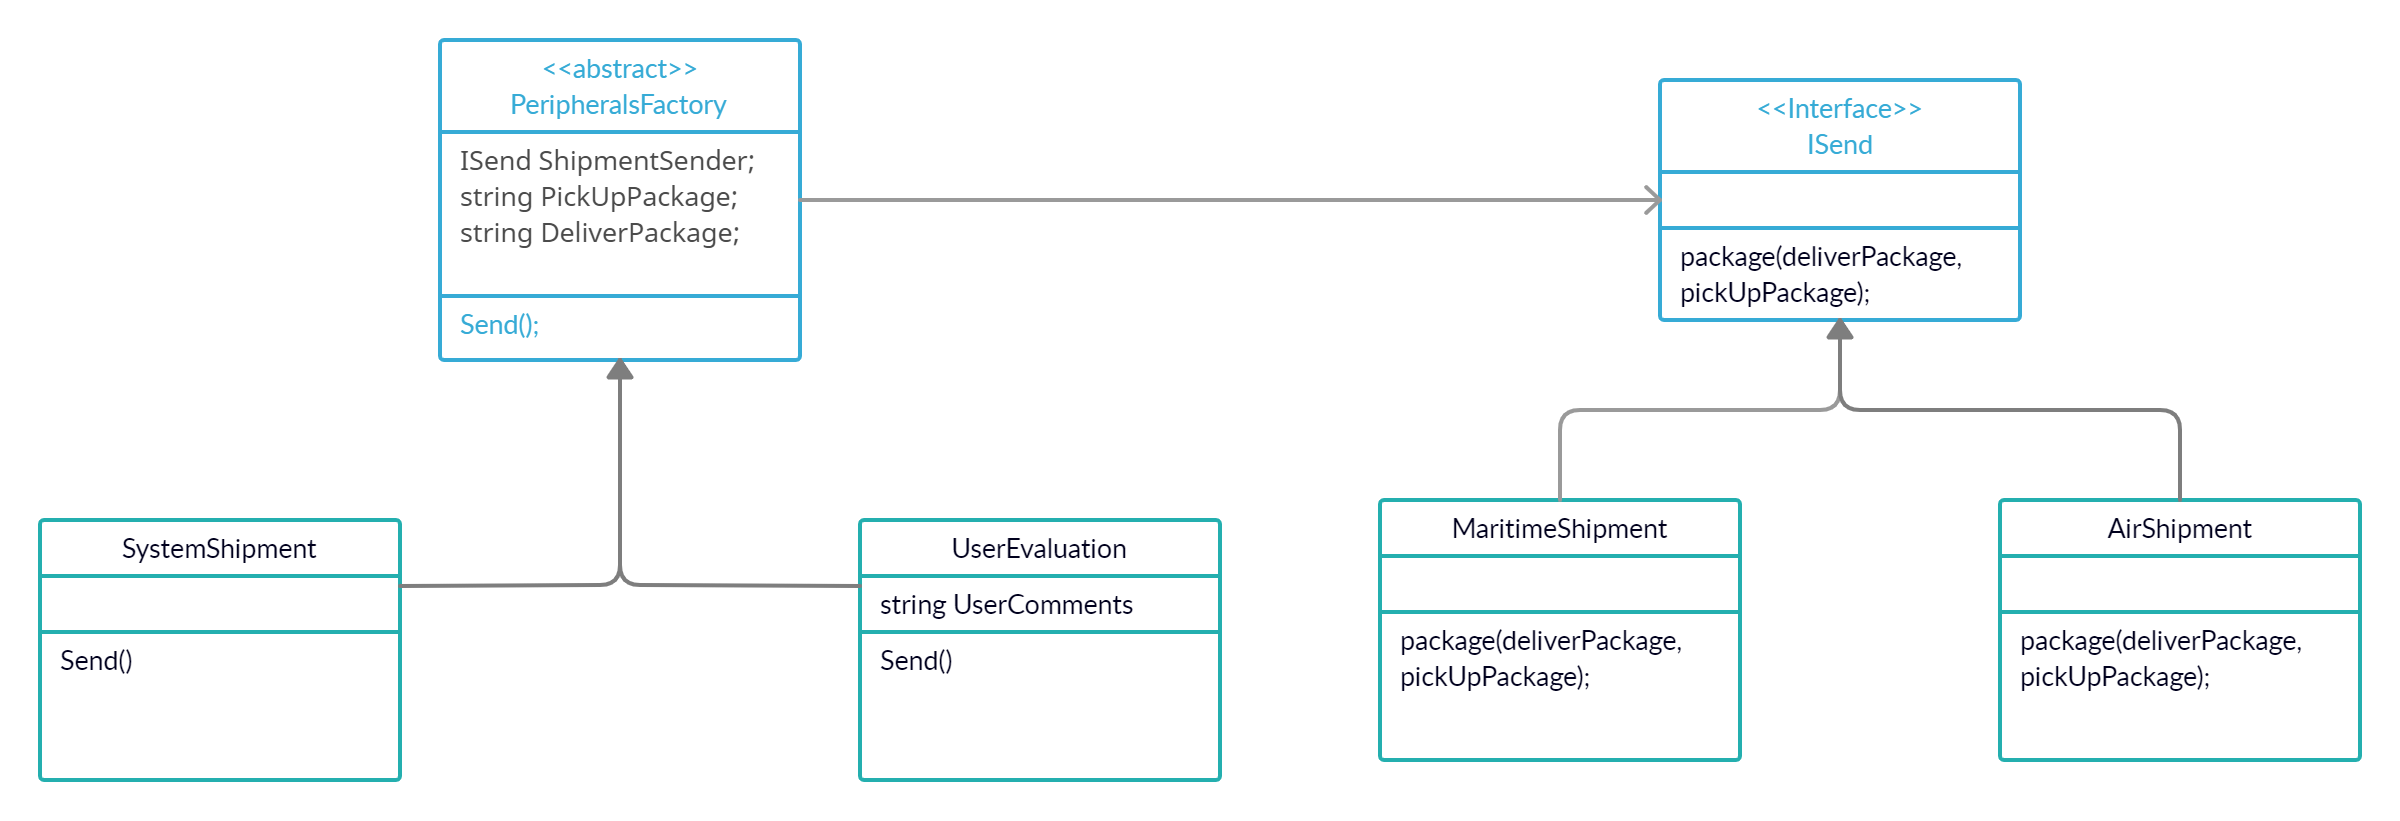 <<abstract>>
PeripheralsFactory
ISend ShipmentSender;
string PickUpPackage;
string DeliverPackage;
Send();
<<Interface>>
ISend
package(deliverPackage,
pickUpPackage);
SystemShipment
Send()
UserEvaluation
string UserComments
Send()
MaritimeShipment
package(deliverPackage,
pickUpPackage);
AirShipment
package(deliverPackage,
pickUpPackage);